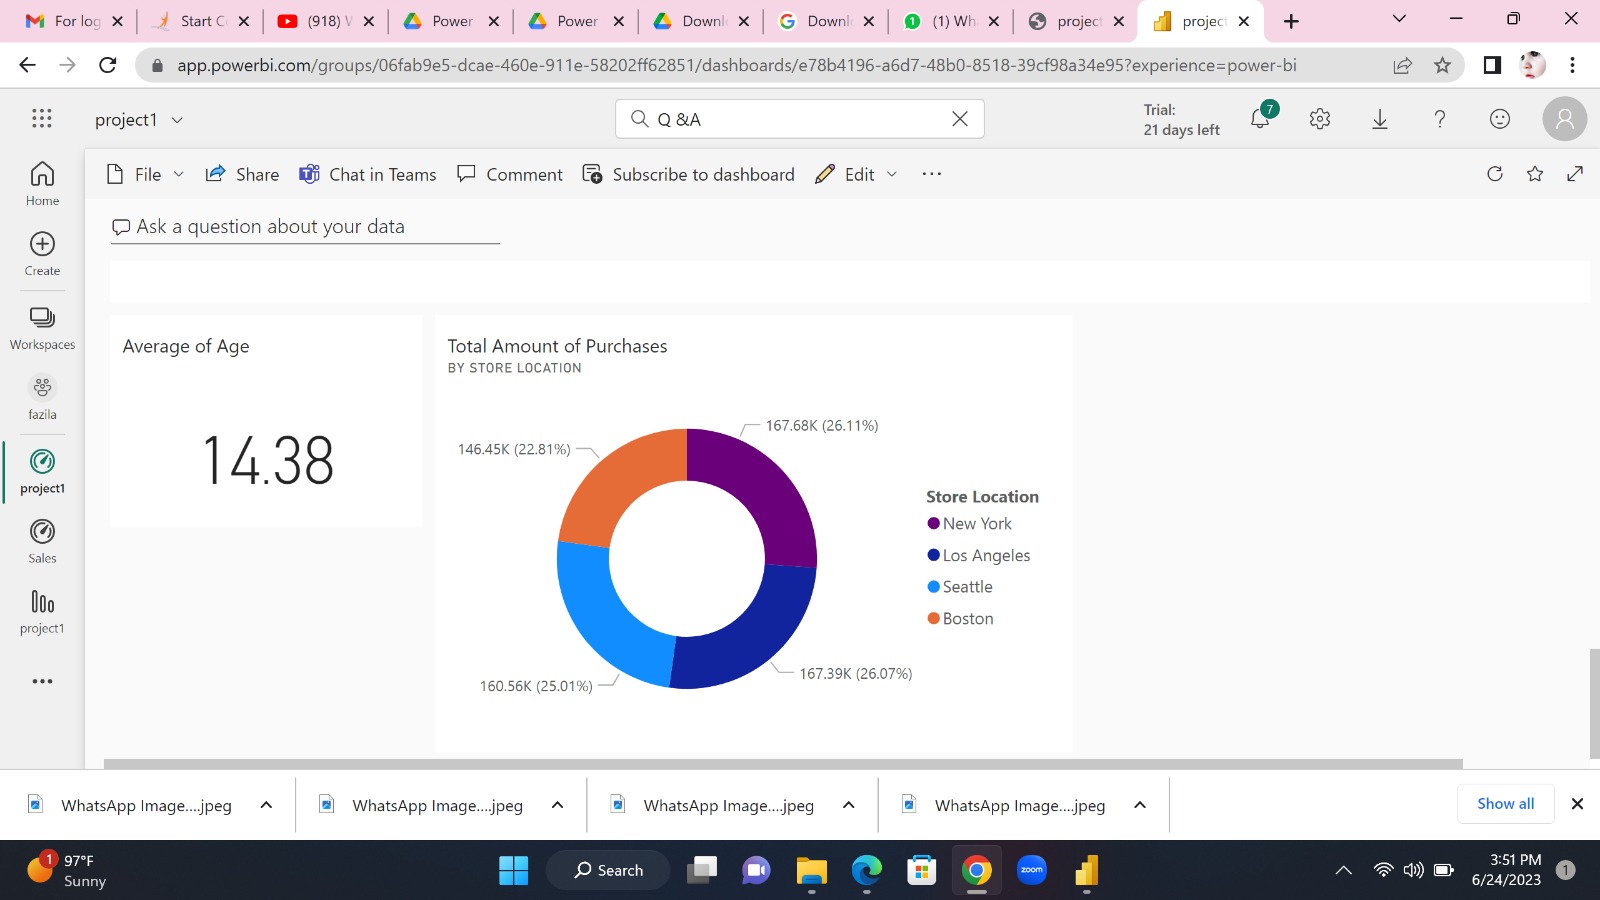 For log
Start C
(918) V
Power
Power
Downl
Downl
(1) Wh
project
project
app.powerbi.com/groups/06fab9e5-dcae-460e-911e-58202ff62851/dashboards/e78b4196-a6d7-48b0-8518-39cf98a34e95?experience=power-bi
project1
Q &A
Trial:
21 days left
7
File
Share
Chat in Teams
Comment
Subscribe to dashboard
Edit
Home
Create
Workspaces
fazila
project1
Sales
project1
Ask a question about your data
Average of Age
14.38
Total Amount of Purchases
BY STORE LOCATION
167.68K (26.11%)
146.45K (22.81%)
160.56K (25.01%)
167.39K (26.07%)
Store Location
New York
Los Angeles
Seattle
Boston
WhatsApp Image....jpeg
WhatsApp Image....jpeg
WhatsApp Image....jpeg
WhatsApp Image....jpeg
Show all
1
97°F
Sunny
Search
zoom
3:51 PM
6/24/2023
1